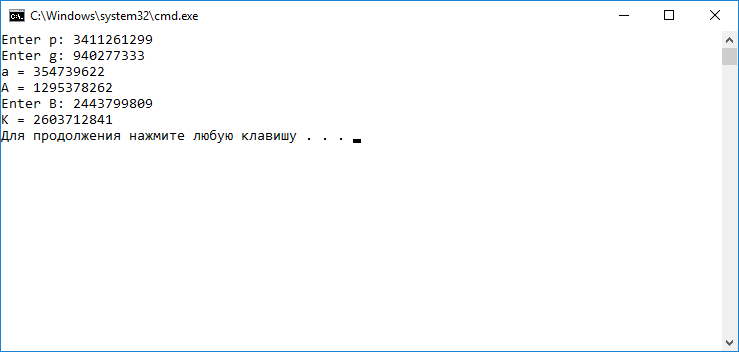 C:\Windows\system32\cmd.exe
Enter p: 3411261299
Enter g: 940277333
a = 354739622
A = 1295378262
Enter B: 2443799809
K = 2603712841
Для продолжения нажмите любую клавишу . . .